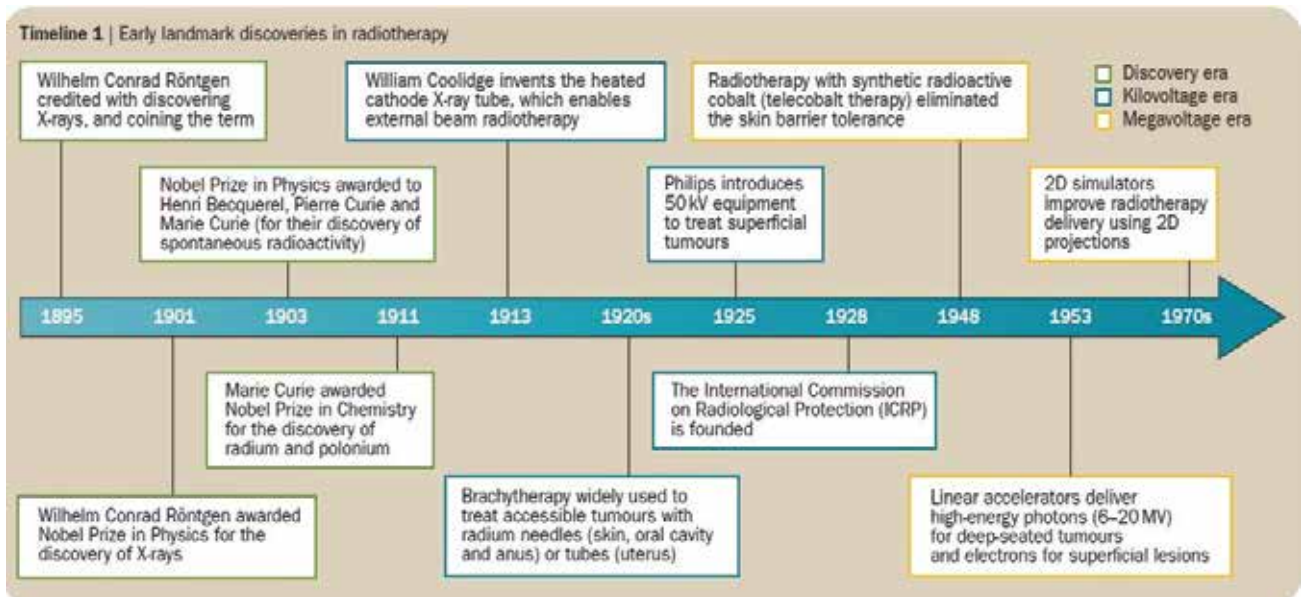 Timeline 1 | Early landmark discoveries in radiotherapy
Wilhelm Conrad Röntgen
credited with discovering
X-rays, and coining the term
William Coolidge invents the heated
cathode X-ray tube, which enables
external beam radiotherapy
Radiotherapy with synthetic radioactive
cobalt (telecobalt therapy) eliminated
the skin barrier tolerance
Discovery era
Kilovoltage era
Megavoltage era
Nobel Prize in Physics awarded to
Henri Becquerel, Pierre Curie and
Marie Curie (for their discovery of
spontaneous radioactivity)
Philips introduces
50 kV equipment
to treat superficial
tumours
2D simulators
improve radiotherapy
delivery using 2D
projections
1895 1901 1903 1911 1913 1920s 1925 1928 1948 1953 1970s
Marie Curie awarded
Nobel Prize in Chemistry
for the discovery of
radium and polonium
The International Commission
on Radiological Protection (ICRP)
is founded
Wilhelm Conrad Röntgen awarded
Nobel Prize in Physics for the
discovery of X-rays
Brachytherapy widely used to
treat accessible tumours with
radium needles (skin, oral cavity
and anus) or tubes (uterus)
Linear accelerators deliver
high-energy photons (6–20 MV)
for deep-seated tumours
and electrons for superficial lesions